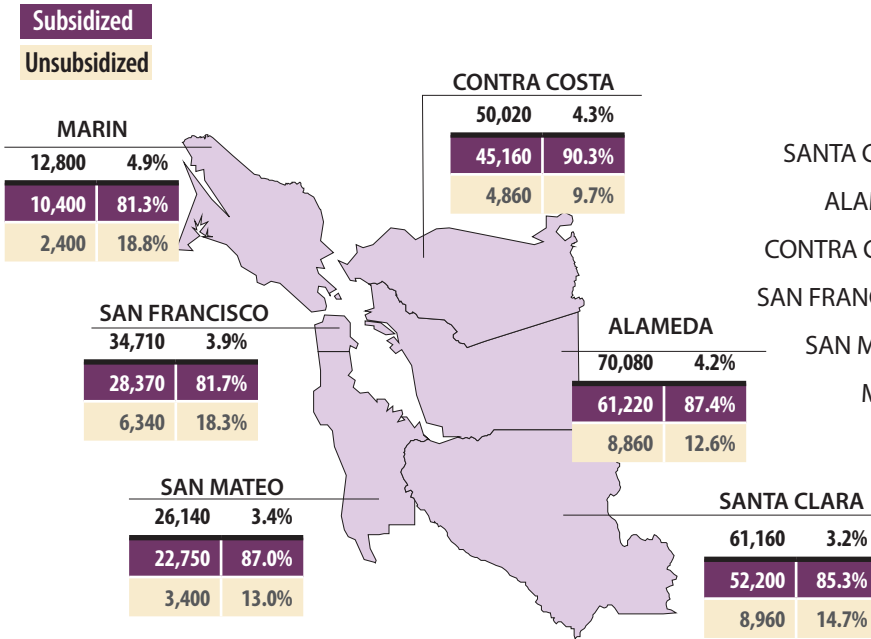 Subsidized
Unsubsidized
CONTRA COSTA
50,020 4.3%
45,160 90.3%
4,860 9.7%
MARIN
12,800 4.9%
10,400 81.3%
2,400 18.8%
SAN FRANCISCO
34,710 3.9%
28,370 81.7%
6,340 18.3%
ALAMEDA
70,080 4.2%
61,220 87.4%
8,860 12.6%
SAN MATEO
26,140 3.4%
22,750 87.0%
3,400 13.0%
SANTA CLARA
61,160 3.2%
52,200 85.3%
8,960 14.7%
SANTA
CONTRA
SAN
SAN